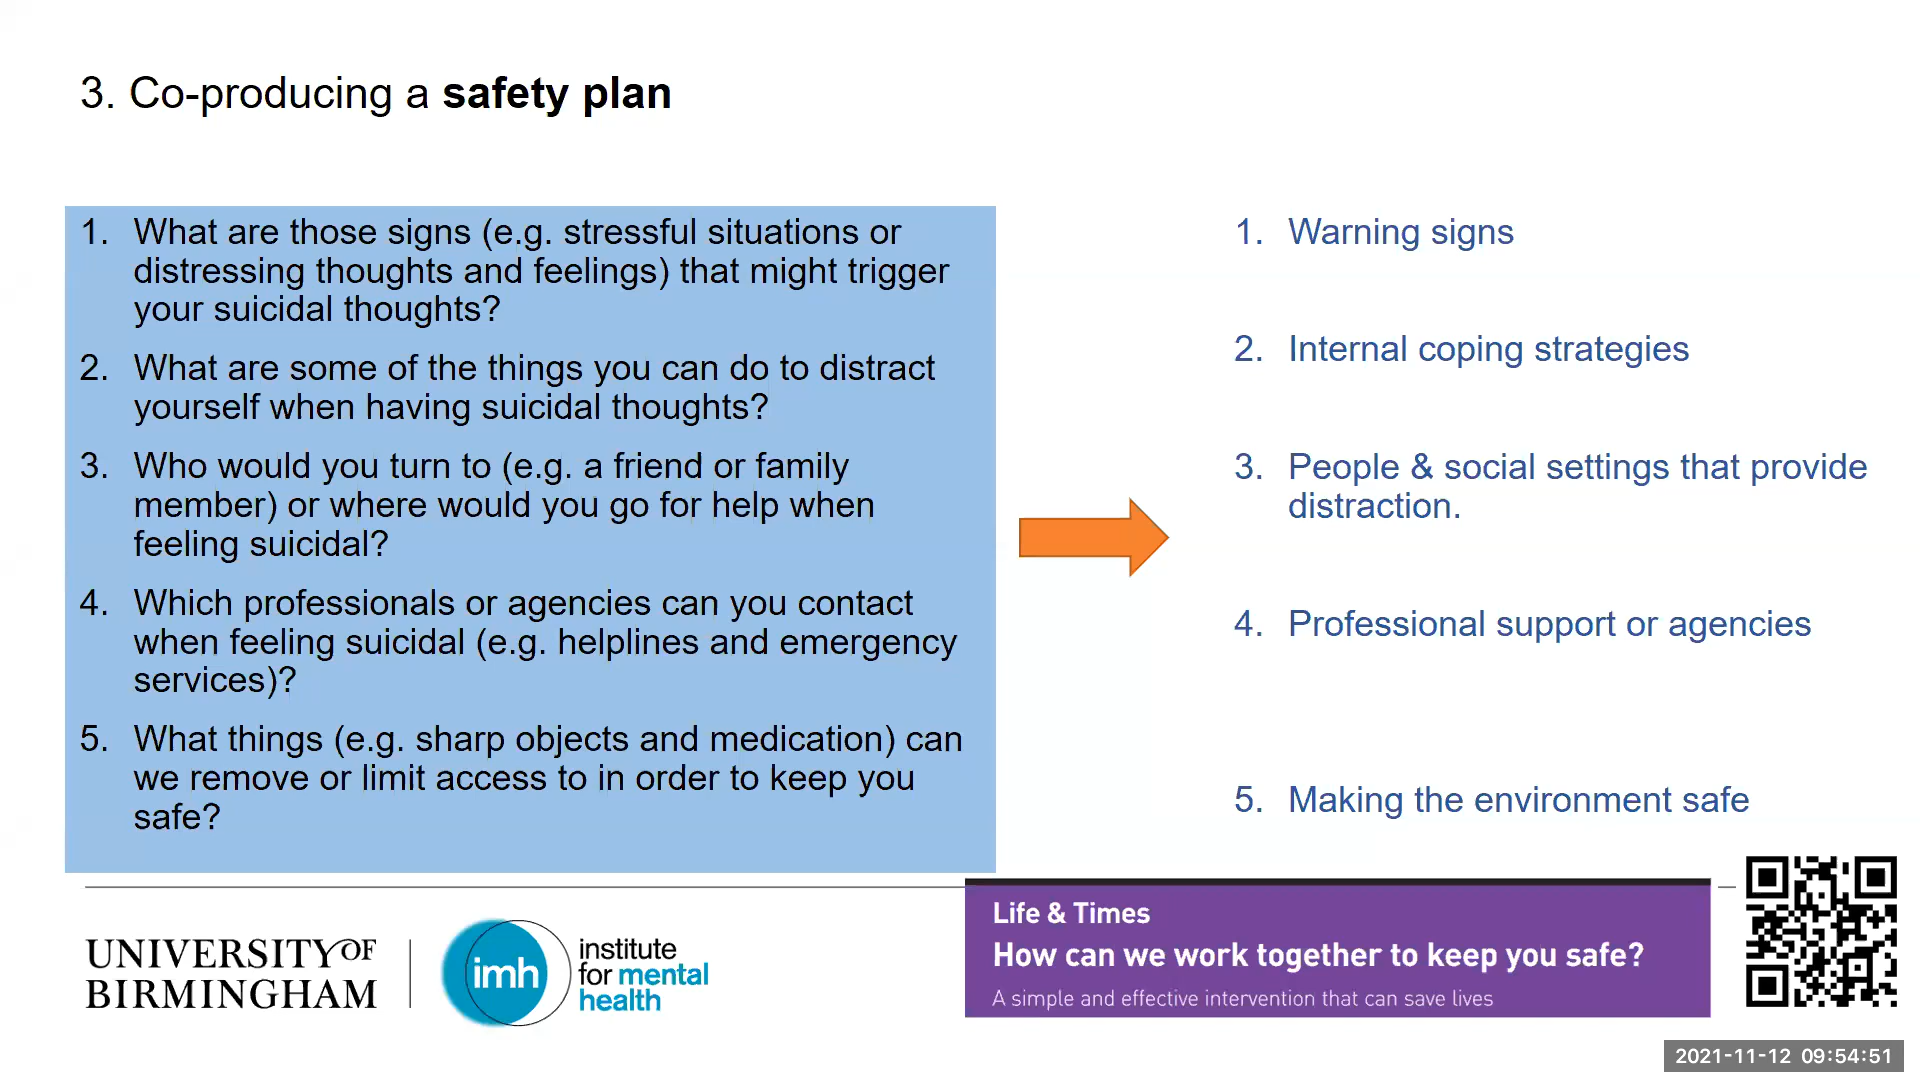 3. Co-producing a safety plan
1. What are those signs (e.g. stressful situations or
distressing thoughts and feelings) that might trigger
your suicidal thoughts?
2. What are some of the things you can do to distract
yourself when having suicidal thoughts?
3. Who would you turn to (e.g. a friend or family
member) or where would you go for help when
feeling suicidal?
4. Which professionals or agencies can you contact
when feeling suicidal (e.g. helplines and emergency
services)?
5. What things (e.g. sharp objects and medication) can
we remove or limit access to in order to keep you
safe?
1. Warning signs
2. Internal coping strategies
3. People & social settings that provide
distraction.
4. Professional support or agencies
5. Making the environment safe
UNIVERSITY OF
BIRMINGHAM
imh
institute
for mental
health
Life & Times
How can we work together to keep you safe?
A simple and effective intervention that can save lives
2021-11-12 09:54:51